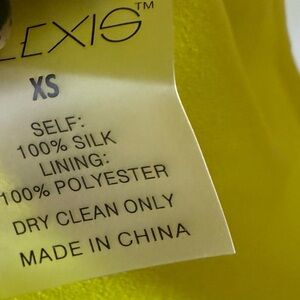 LEXIS™
XS
SELF:
100% SILK
LINING:
100% POLYESTER
DRY CLEAN ONLY
MADE IN CHINA